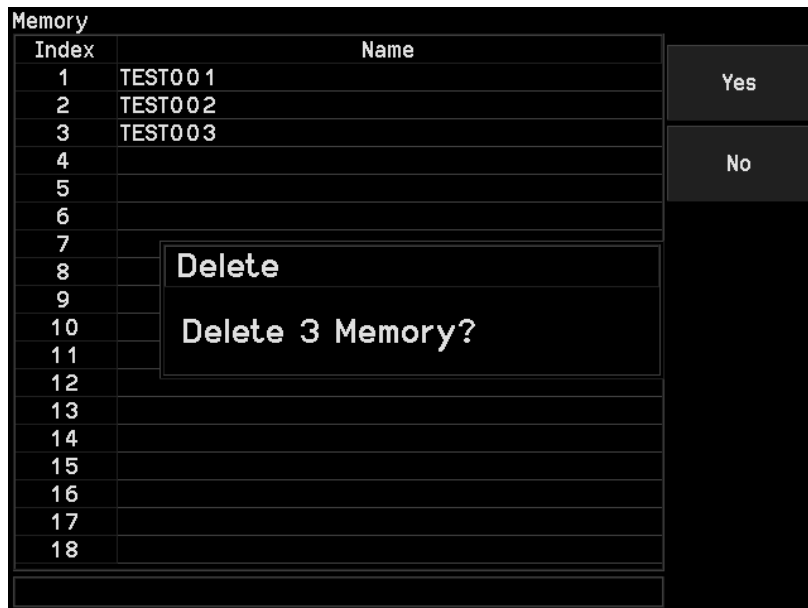 Memory
Index Name
1 TEST001
2 TEST002
3 TEST003
4
5
6
7
8
9
10
11
12
13
14
15
16
17
18
Delete
Delete 3 Memory?
Yes
No